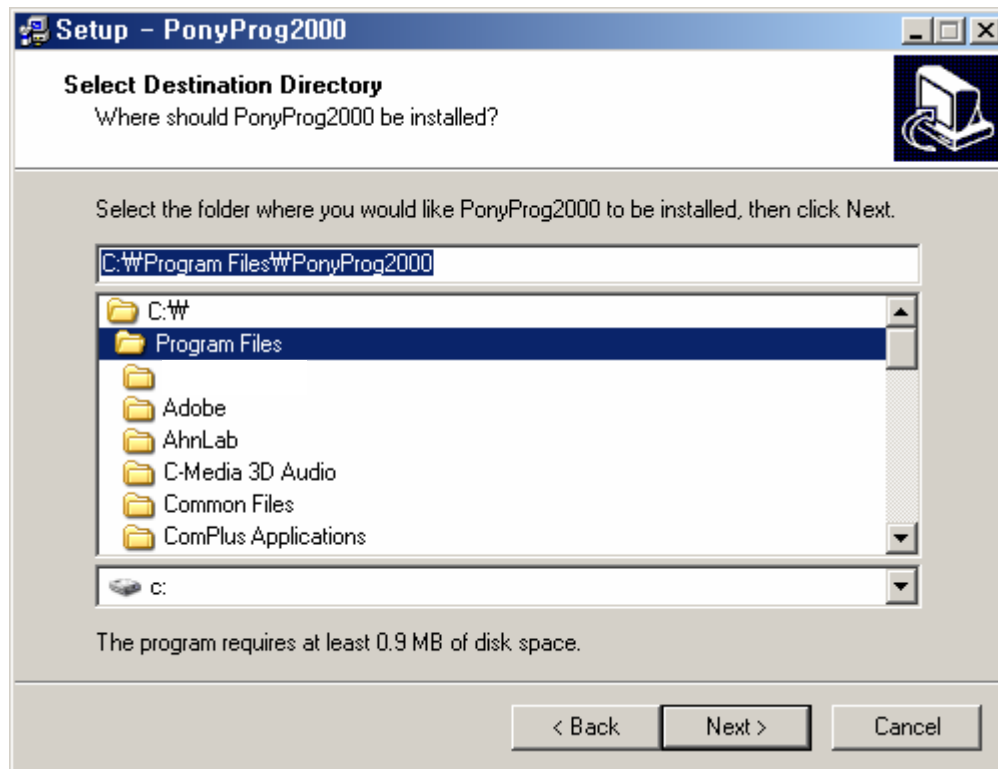 Setup - PonyProg2000
Select Destination Directory
Where should PonyProg2000 be installed?
Select the folder where you would like PonyProg2000 to be installed, then click Next.
C:₩Program Files₩PonyProg2000
C:₩
Program Files
Adobe
AhnLab
C-Media 3D Audio
Common Files
ComPlus Applications
c:
The program requires at least 0.9 MB of disk space.
< Back Next > Cancel